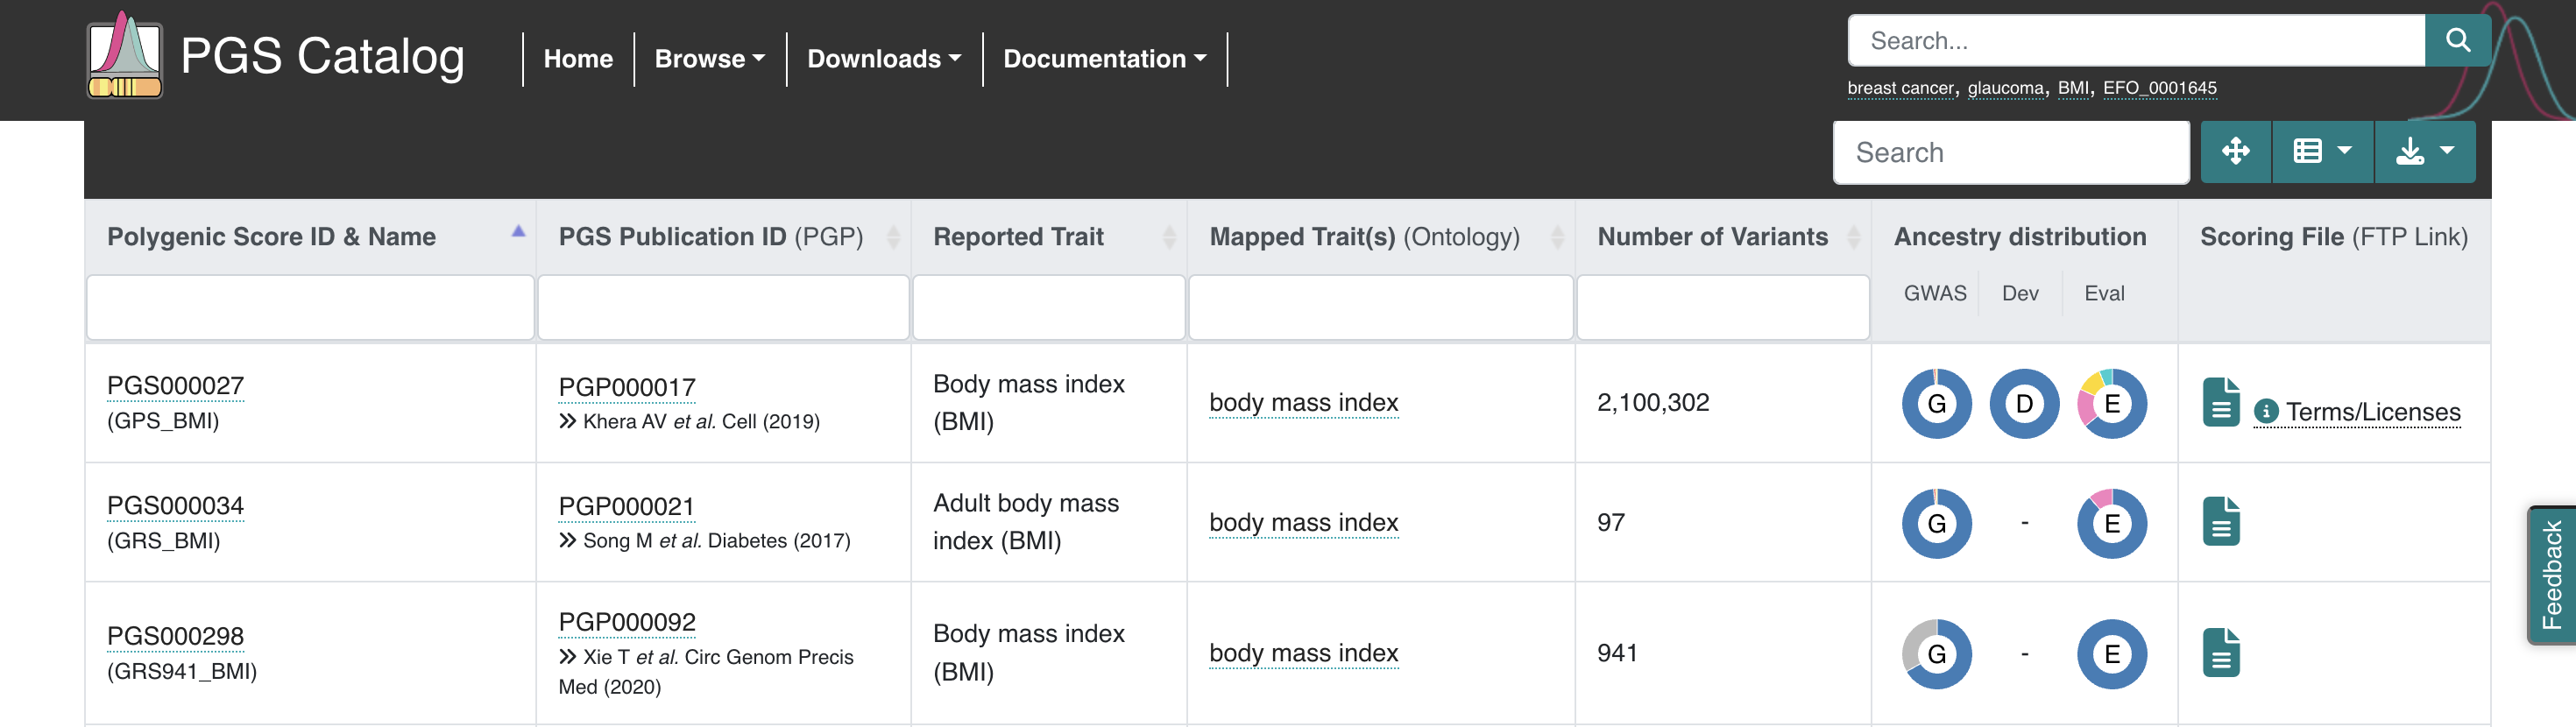 PGS Catalog
Home
Browse
Downloads
Documentation
Search...
breast cancer, glaucoma, BMI, EFO_0001645
Search
Polygenic Score ID & Name
PGS Publication ID (PGP)
Reported Trait
Mapped Trait(s) (Ontology)
Number of Variants
Ancestry distribution
Scoring File (FTP Link)
GWAS
Dev
Eval
PGS000027
(GPS_BMI)
PGP000017
Khera AV et al. Cell (2019)
Body mass index
(BMI)
body mass index
2,100,302
G
D
E
Terms/Licenses
PGS000034
(GRS_BMI)
PGP000021
Song M et al. Diabetes (2017)
Adult body mass
index (BMI)
body mass index
97
G
-
E
PGS000298
(GRS941_BMI)
PGP000092
Xie T et al. Circ Genom Precis
Med (2020)
Body mass index
(BMI)
body mass index
941
G
-
E
Feedback